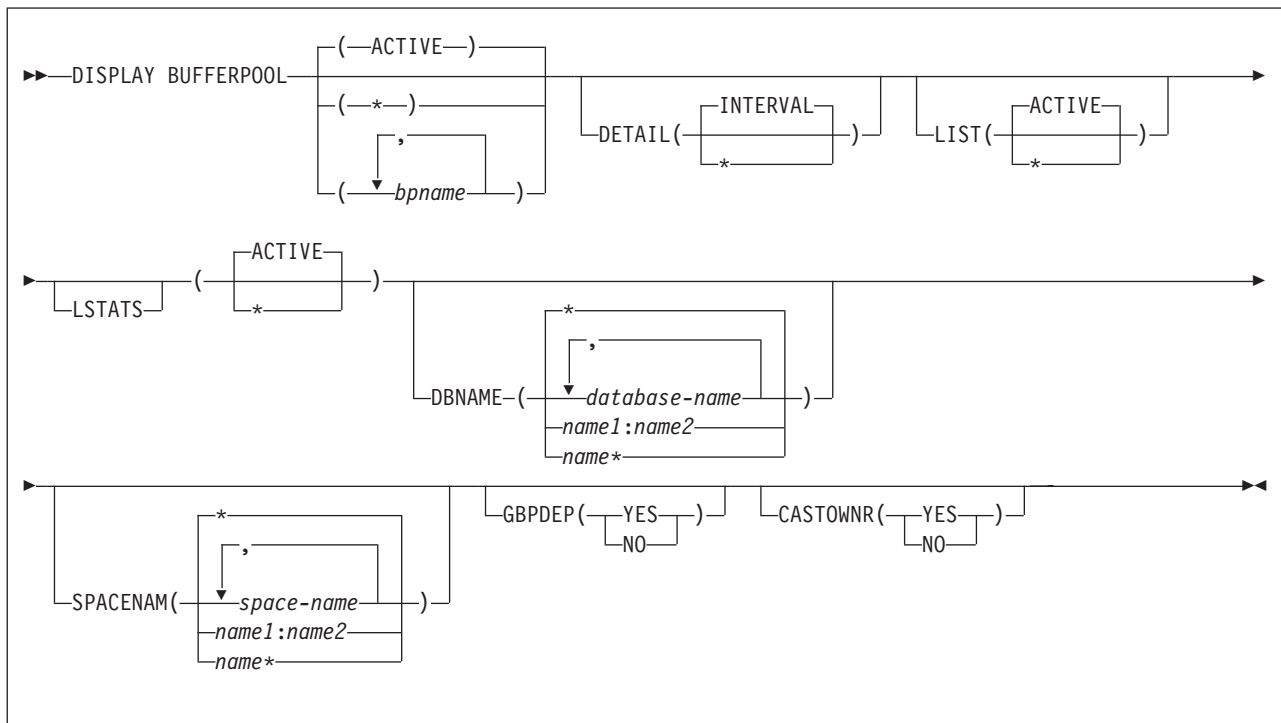 ( ACTIVE )
DISPLAY BUFFERPOOL
( * )
,
( bpname )
INTERVAL
DETAIL( * )
ACTIVE
LIST( * )
LSTATS
ACTIVE
( * )
*
,
DBNAME ( database-name )
name1:name2
name*
*
,
SPACENAM( space-name )
name1:name2
name*
GBPDEP( YES )
NO
CASTOWNR( YES )
NO